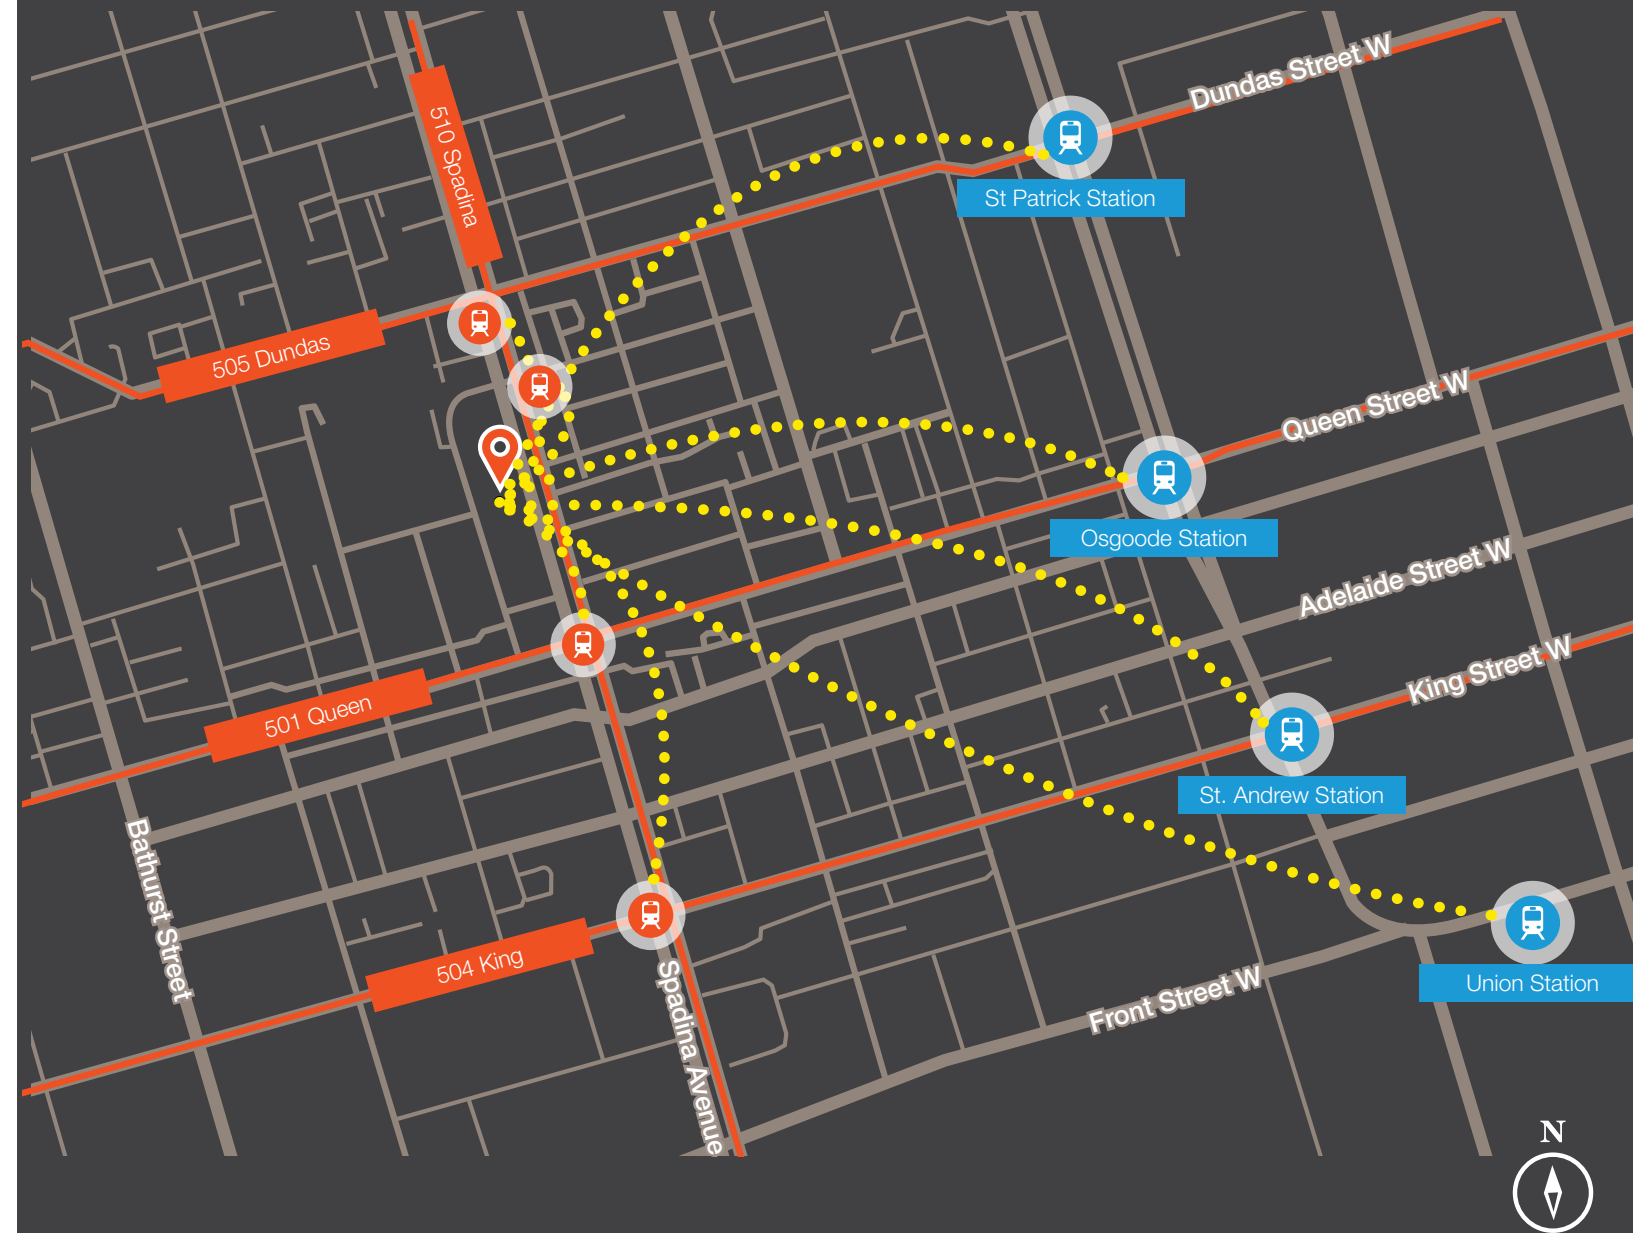 Dundas Street W
510 Spadina
St Patrick Station
505 Dundas
Queen Street W
Osgoode Station
Adelaide Street W
King Street W
501 Queen
St. Andrew Station
Bathurst Street
504 King
Spadina Avenue
Front Street W
Union Station
N